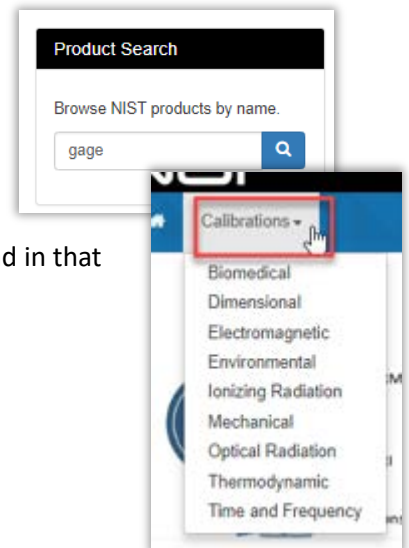 Product Search
Browse NIST products by name.
gage
Calibrations
d in that
Biomedical
Dimensional
Electromagnetic
Environmental
Ionizing Radiation
Mechanical
Optical Radiation
Thermodynamic
Time and Frequency